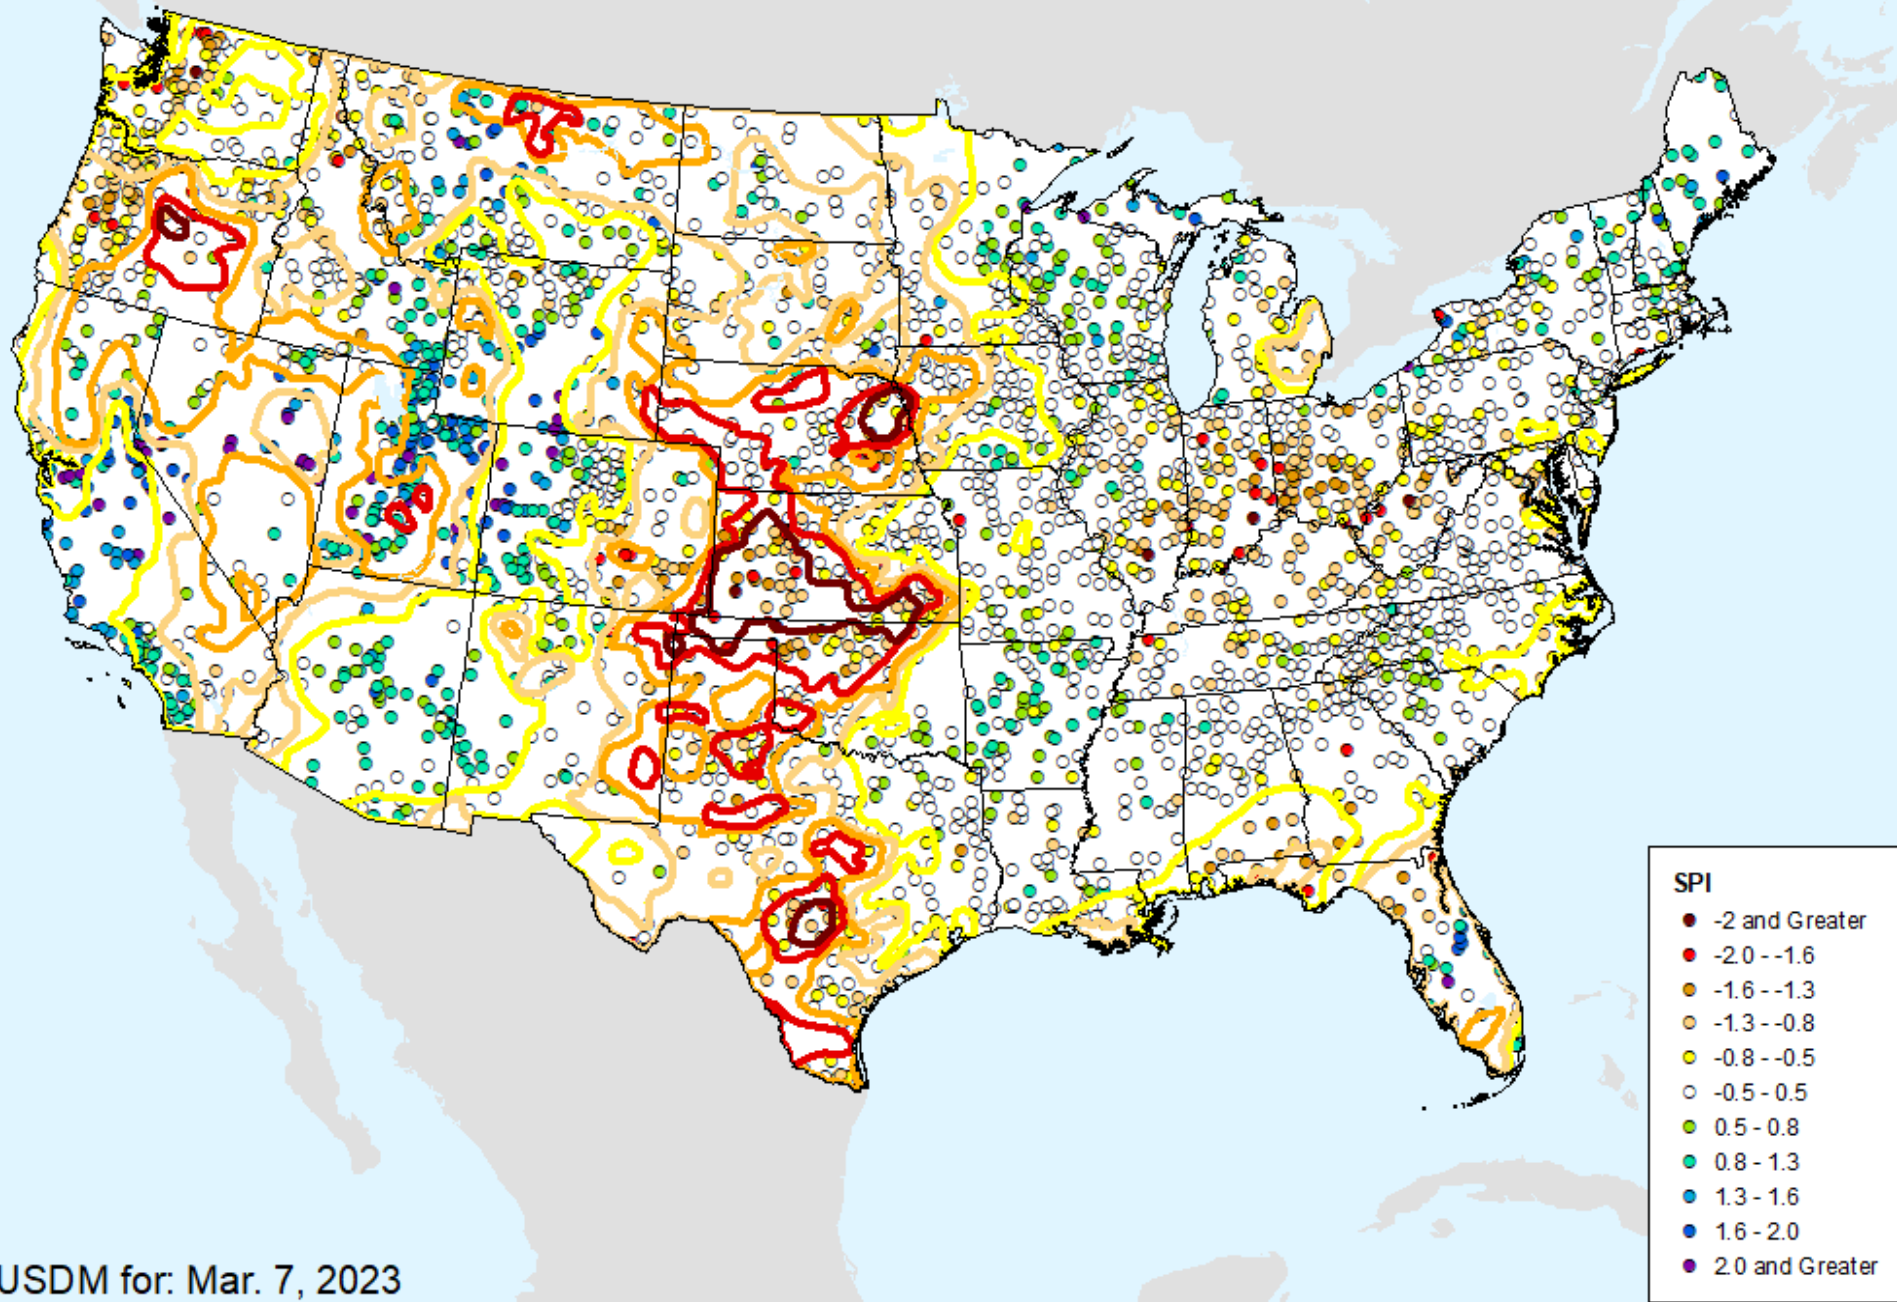 SPI
-2 and Greater
-2.0 - -1.6
-1.6 - -1.3
-1.3 - -0.8
-0.8 - -0.5
-0.5 - 0.5
0.5 - 0.8
0.8 - 1.3
1.3 - 1.6
1.6 - 2.0
2.0 and Greater
USDM for: Mar. 7, 2023